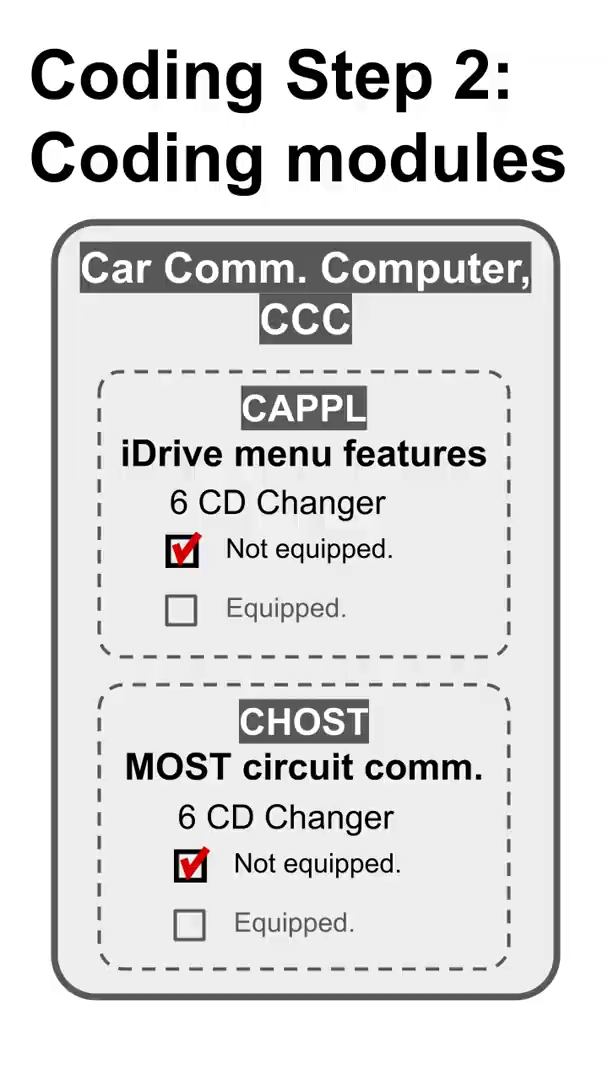 Coding Step 2:
Coding modules
Car Comm. Computer,
CCC
CAPPL
iDrive menu features
6 CD Changer
Not equipped.
Equipped.
CHOST
MOST circuit comm.
6 CD Changer
Not equipped.
Equipped.